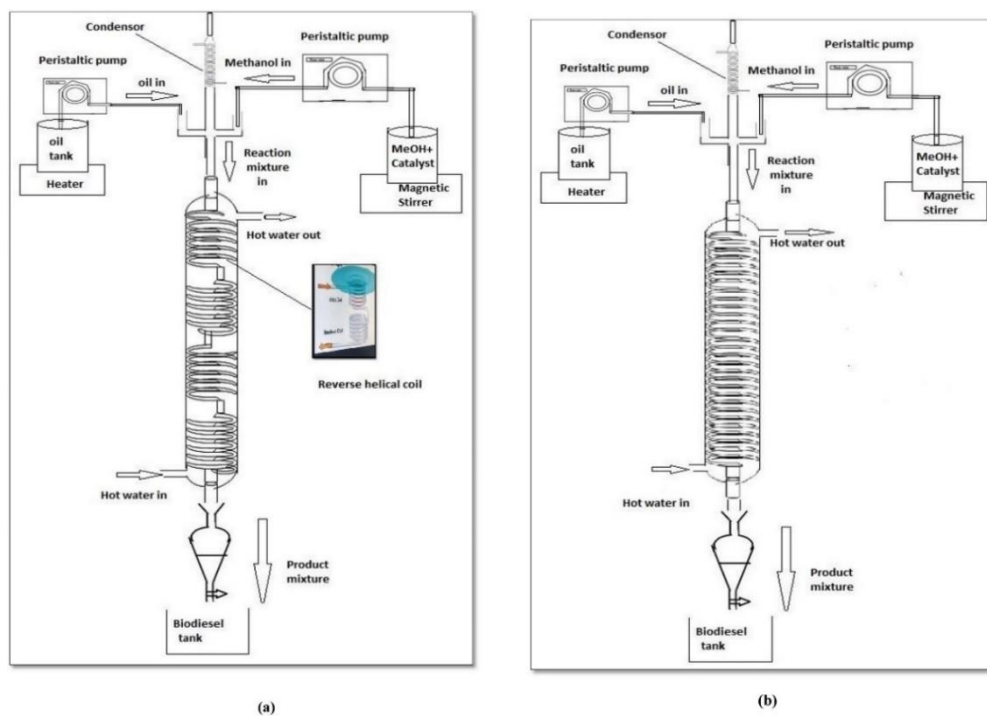 Condensor
Peristaltic pump
Peristaltic pump
Methanol in
oil in
oil
tank
Heater
MeOH+
Catalyst
Magnetic
Stirrer
Reaction
mixture
in
Hot water out
Reverse helical coil
Hot water in
Product
mixture
Biodiesel
tank
(a)
Condensor
Peristaltic pump
Peristaltic pump
Methanol in
oil in
oil
tank
Heater
MeOH+
Catalyst
Magnetic
Stirrer
Reaction
mixture
in
Hot water out
Hot water in
Product
mixture
Biodiesel
tank
(b)